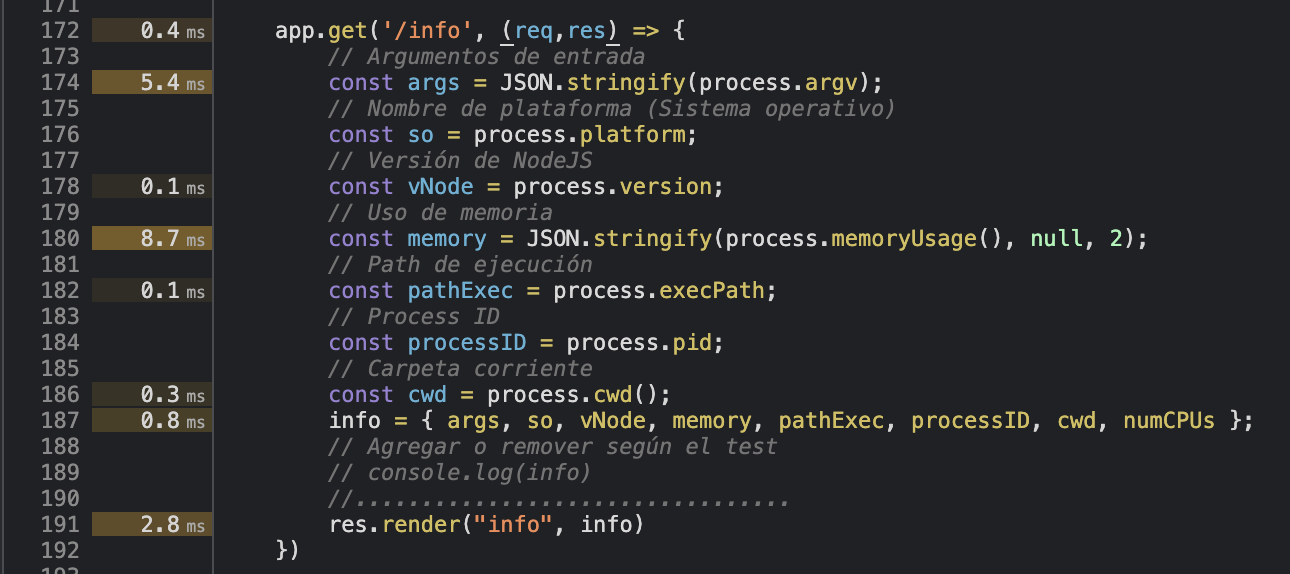 171
172 0.4 ms app.get('/info', (req,res) => {
173 // Argumentos de entrada
174 5.4 ms const args = JSON.stringify(process.argv);
175 // Nombre de plataforma (Sistema operativo)
176 const so = process.platform;
177 // Versión de NodeJS
178 0.1 ms const vNode = process.version;
179 // Uso de memoria
180 8.7 ms const memory = JSON.stringify(process.memoryUsage(), null, 2);
181 // Path de ejecución
182 0.1 ms const pathExec = process.execPath;
183 // Process ID
184 const processID = process.pid;
185 // Carpeta corriente
186 0.3 ms const cwd = process.cwd();
187 0.8 ms info = { args, so, vNode, memory, pathExec, processID, cwd, numCPUs };
188 // Agregar o remover según el test
189 // console.log(info)
190 //.................................
191 2.8 ms res.render("info", info)
192 })
193